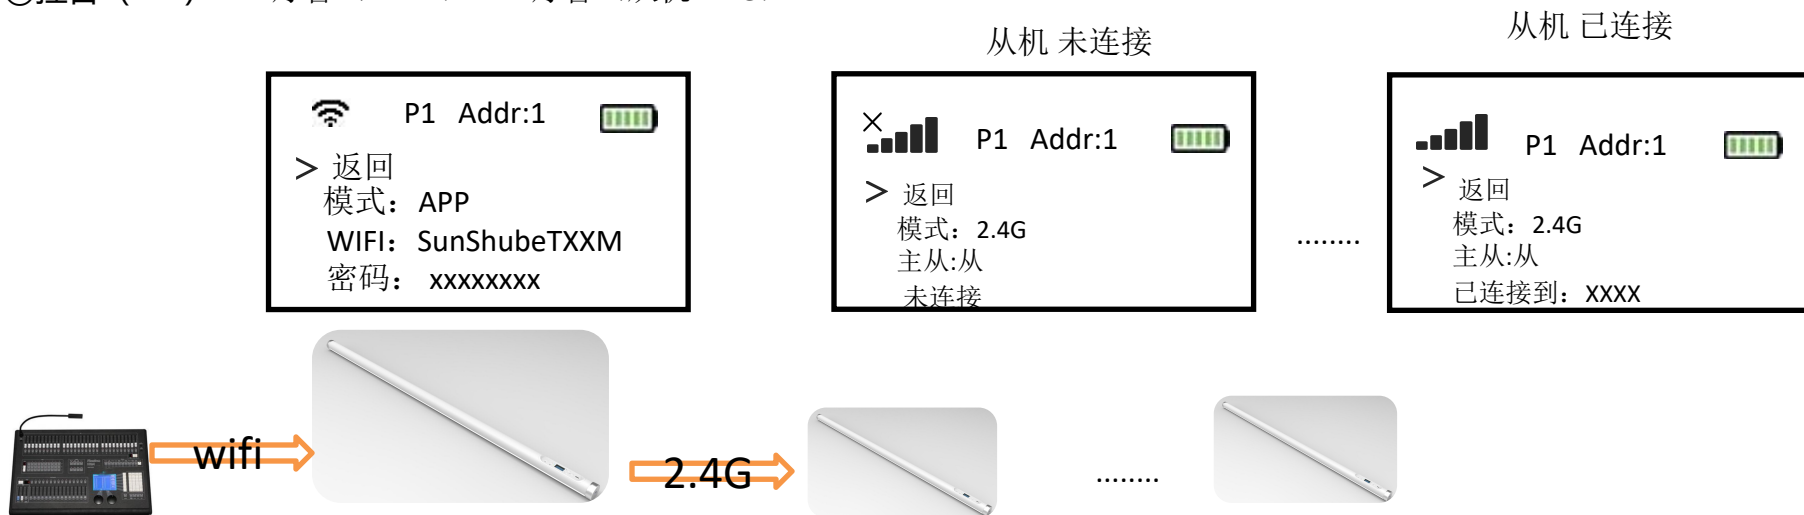 从机 未连接
从机 已连接
P1 Addr:1
> 返回
模式：APP
WIFI：SunShubeTXXM
密码：xxxxxxxx
P1 Addr:1
> 返回
模式：2.4G
主从:从
未连接
........
P1 Addr:1
> 返回
模式：2.4G
主从:从
已连接到：XXXX
wifi
2.4G
........